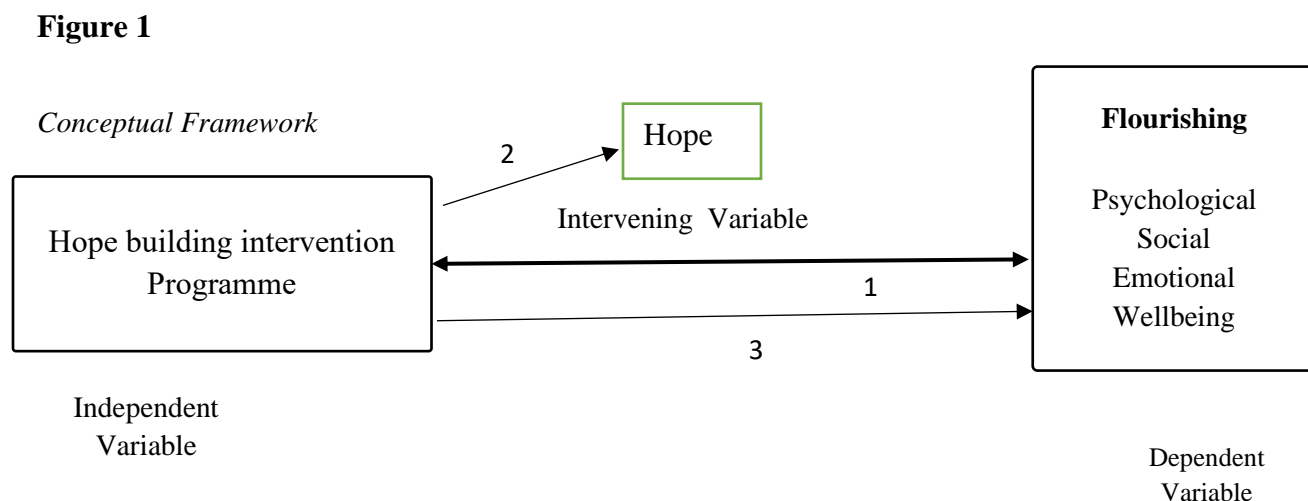 Figure 1
Conceptual Framework
Hope
2
Intervening Variable
Hope building intervention
Programme
1
3
Flourishing
Psychological
Social
Emotional
Wellbeing
Independent
Variable
Dependent
Variable